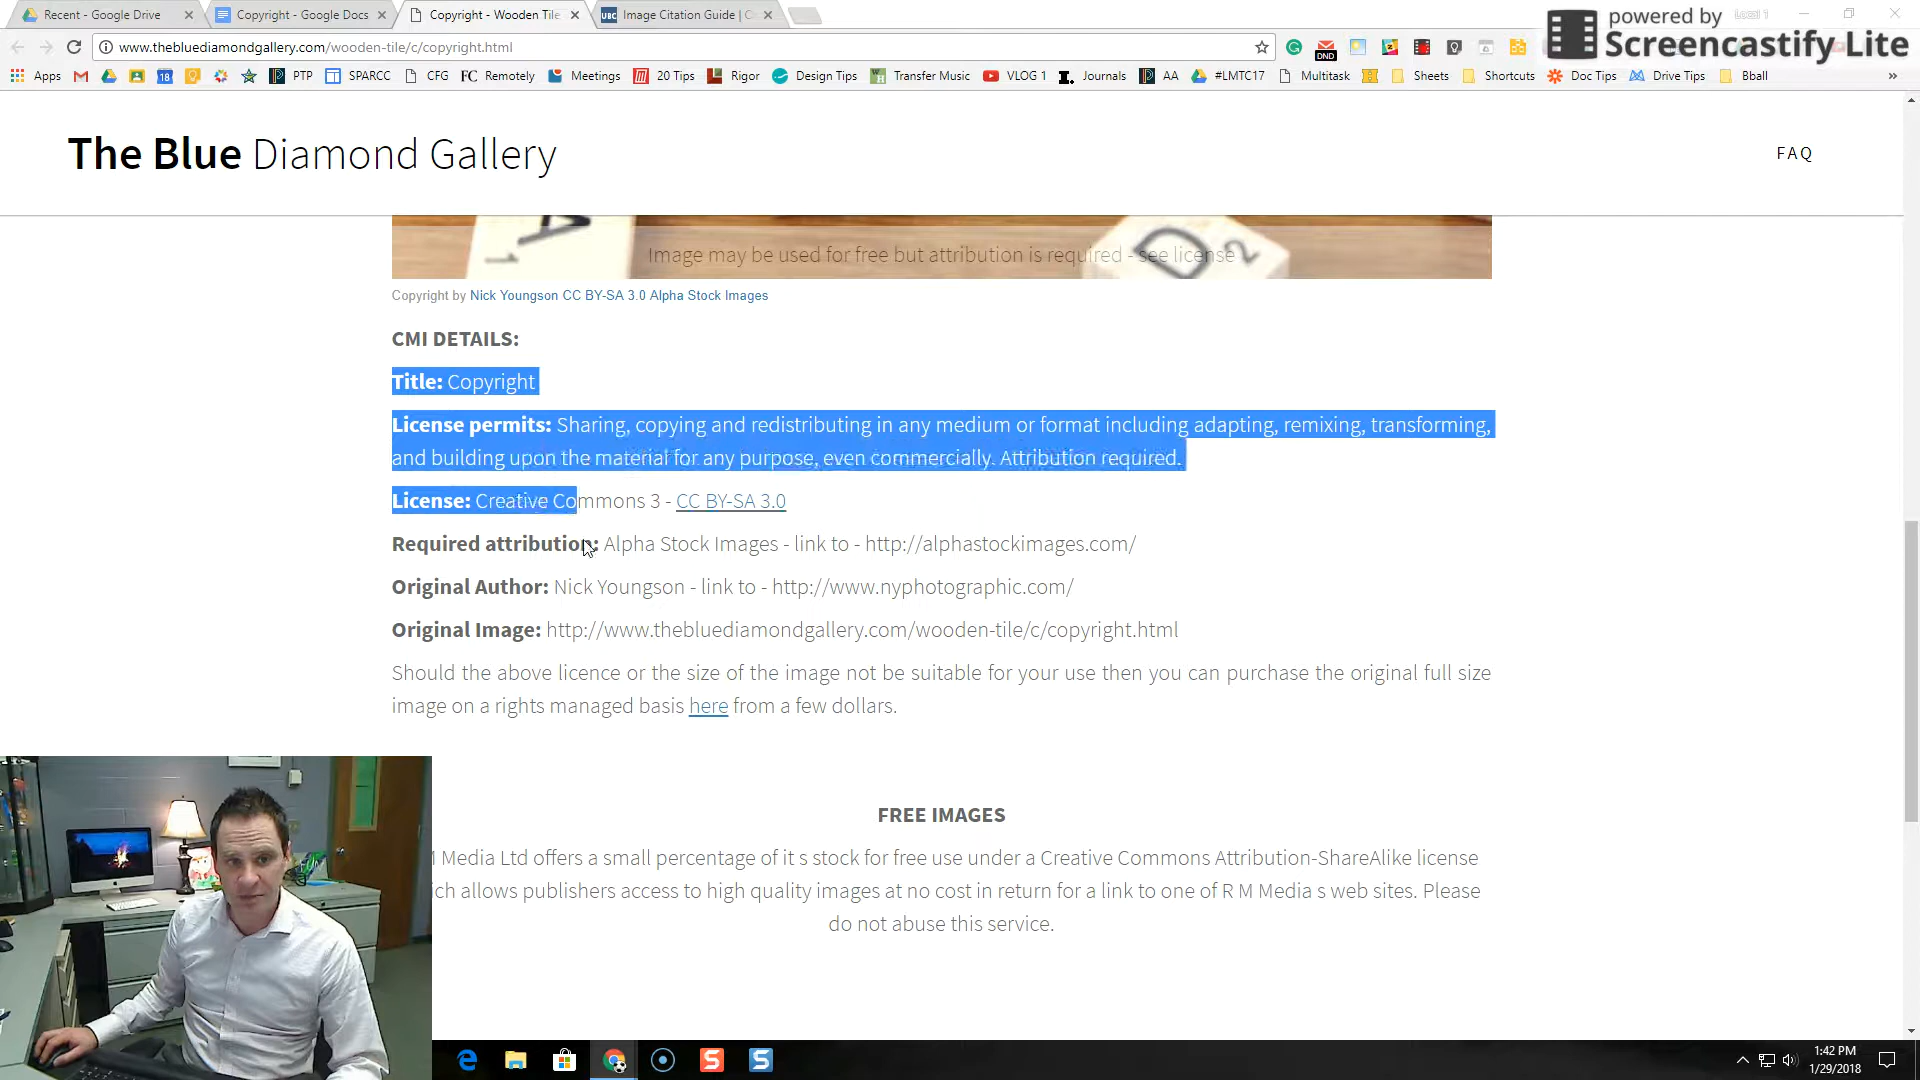 Recent - Google Drive
Copyright - Google Docs
Copyright - Wooden Tile
UBC Image Citation Guide |
powered by
Screencastify Lite
www.thebluediamondgallery.com/wooden-tile/c/copyright.html
DND
Apps
18
PTP
SPARCC
CFG
FC Remotely
Meetings
20 Tips
Rigor
Design Tips
Transfer Music
VLOG 1
Journals
AA
#LMTC17
Multitask
Sheets
Shortcuts
Doc Tips
Drive Tips
Bball
»
The Blue Diamond Gallery
FAQ
A 1
D 2
Image may be used for free but attribution is required - see license
Copyright by Nick Youngson CC BY-SA 3.0 Alpha Stock Images
CMI DETAILS:
Title: Copyright
License permits: Sharing, copying and redistributing in any medium or format including adapting, remixing, transforming,
and building upon the material for any purpose, even commercially. Attribution required.
License: Creative Commons 3 - CC BY-SA 3.0
Required attribution: Alpha Stock Images - link to - http://alphastockimages.com/
Original Author: Nick Youngson - link to - http://www.nyphotographic.com/
Original Image: http://www.thebluediamondgallery.com/wooden-tile/c/copyright.html
Should the above licence or the size of the image not be suitable for your use then you can purchase the original full size
image on a rights managed basis here from a few dollars.
FREE IMAGES
M Media Ltd offers a small percentage of it s stock for free use under a Creative Commons Attribution-ShareAlike license
ich allows publishers access to high quality images at no cost in return for a link to one of R M Media s web sites. Please
do not abuse this service.
1:42 PM
1/29/2018